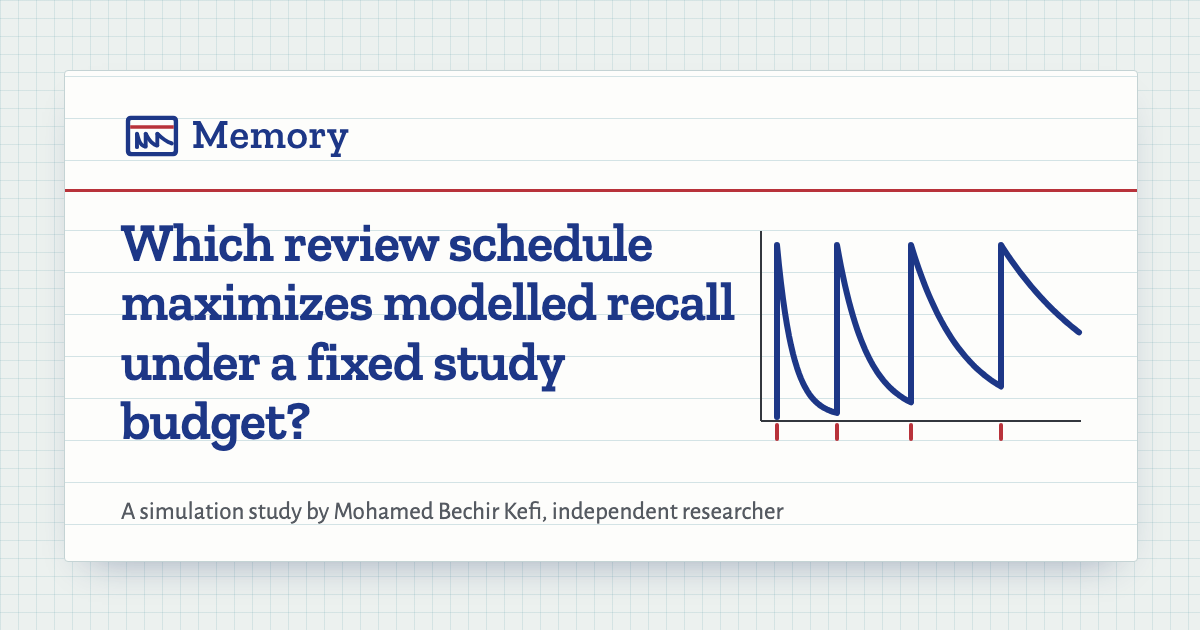 Memory
Which review schedule
maximizes modelled recall
under a fixed study
budget?
A simulation study by Mohamed Bechir Kefi, independent researcher